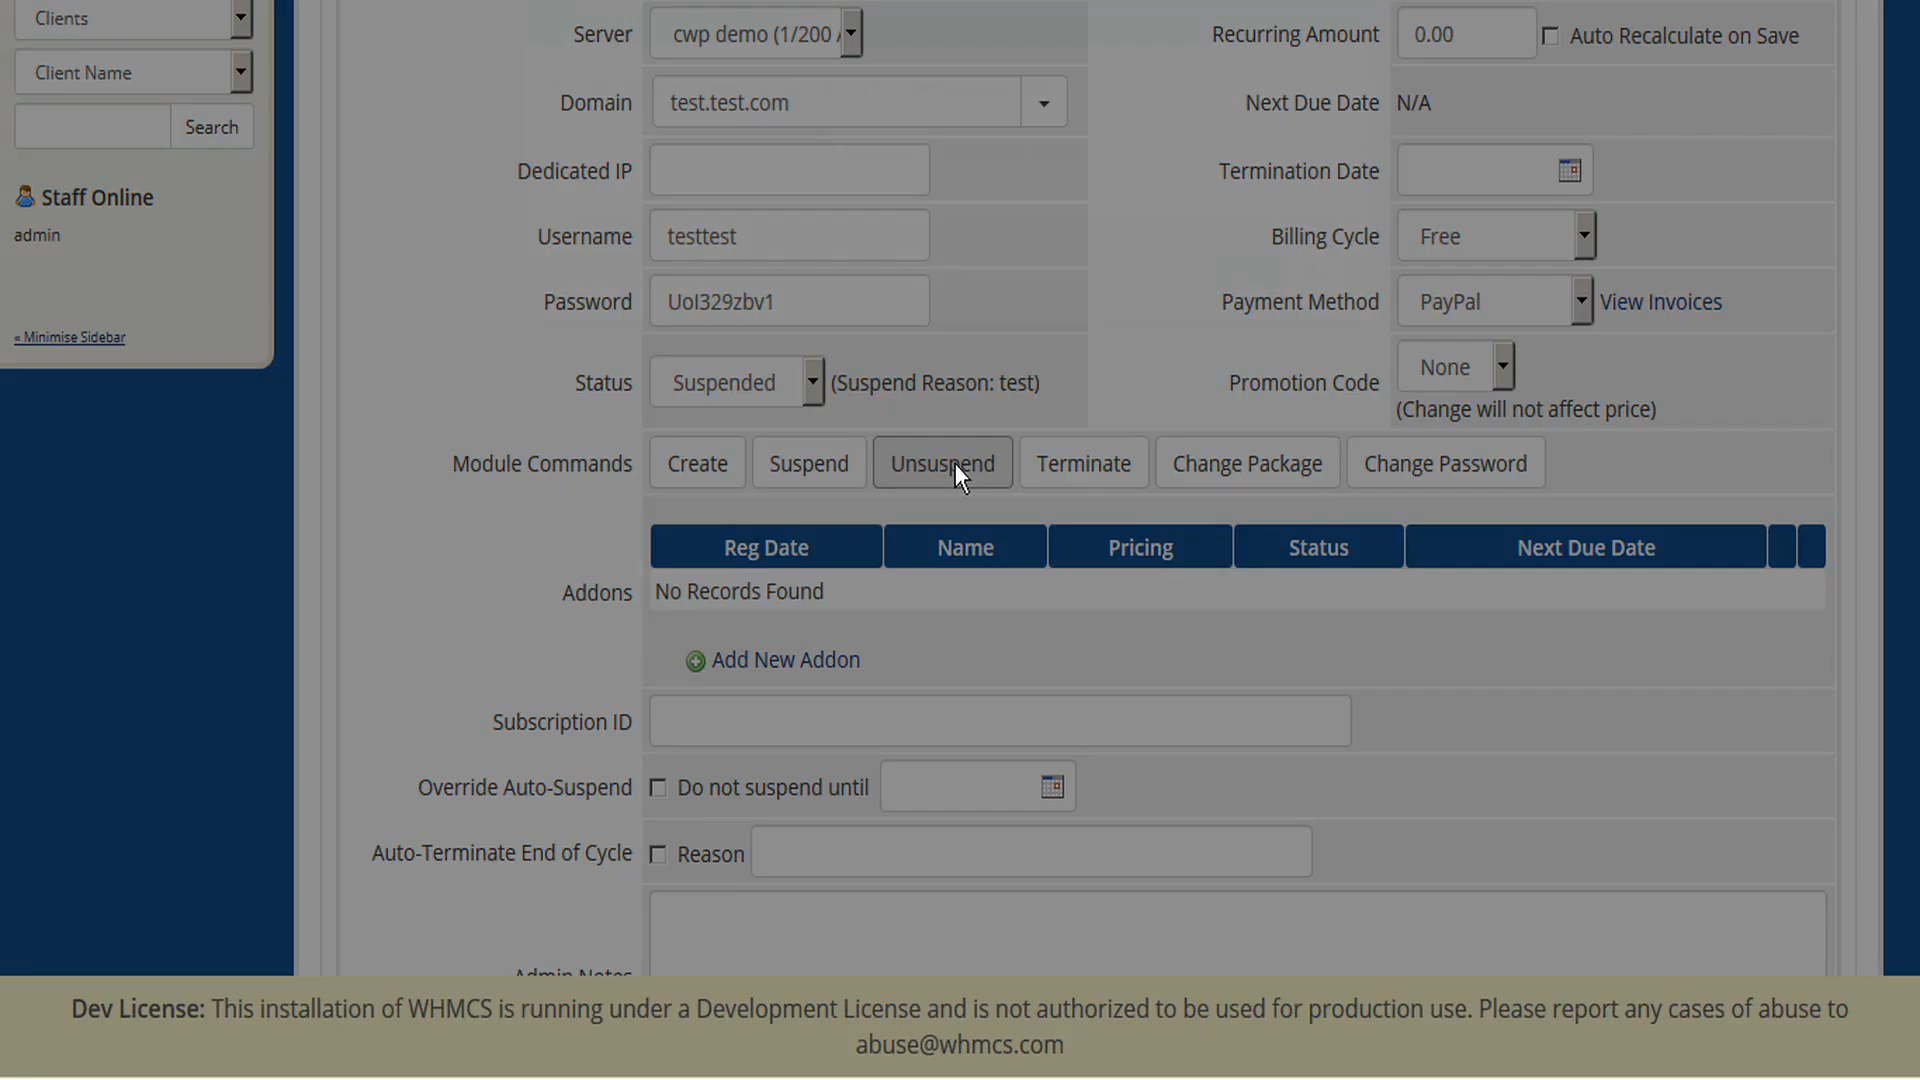 Clients
Client Name
Search
Staff Online
admin
« Minimise Sidebar
Server cwp demo (1/200 Recurring Amount 0.00 Auto Recalculate on Save
Domain test.test.com Next Due Date N/A
Dedicated IP Termination Date
Username testtest Billing Cycle Free
Password UoI329zbv1 Payment Method PayPal View Invoices
Status Suspended (Suspend Reason: test) Promotion Code None
(Change will not affect price)
Module Commands Create Suspend Unsuspend Terminate Change Package Change Password
Reg Date Name Pricing Status Next Due Date
Addons No Records Found
Add New Addon
Subscription ID
Override Auto-Suspend Do not suspend until
Auto-Terminate End of Cycle Reason
Admin Notes
Dev License: This installation of WHMCS is running under a Development License and is not authorized to be used for production use. Please report any cases of abuse to
abuse@whmcs.com